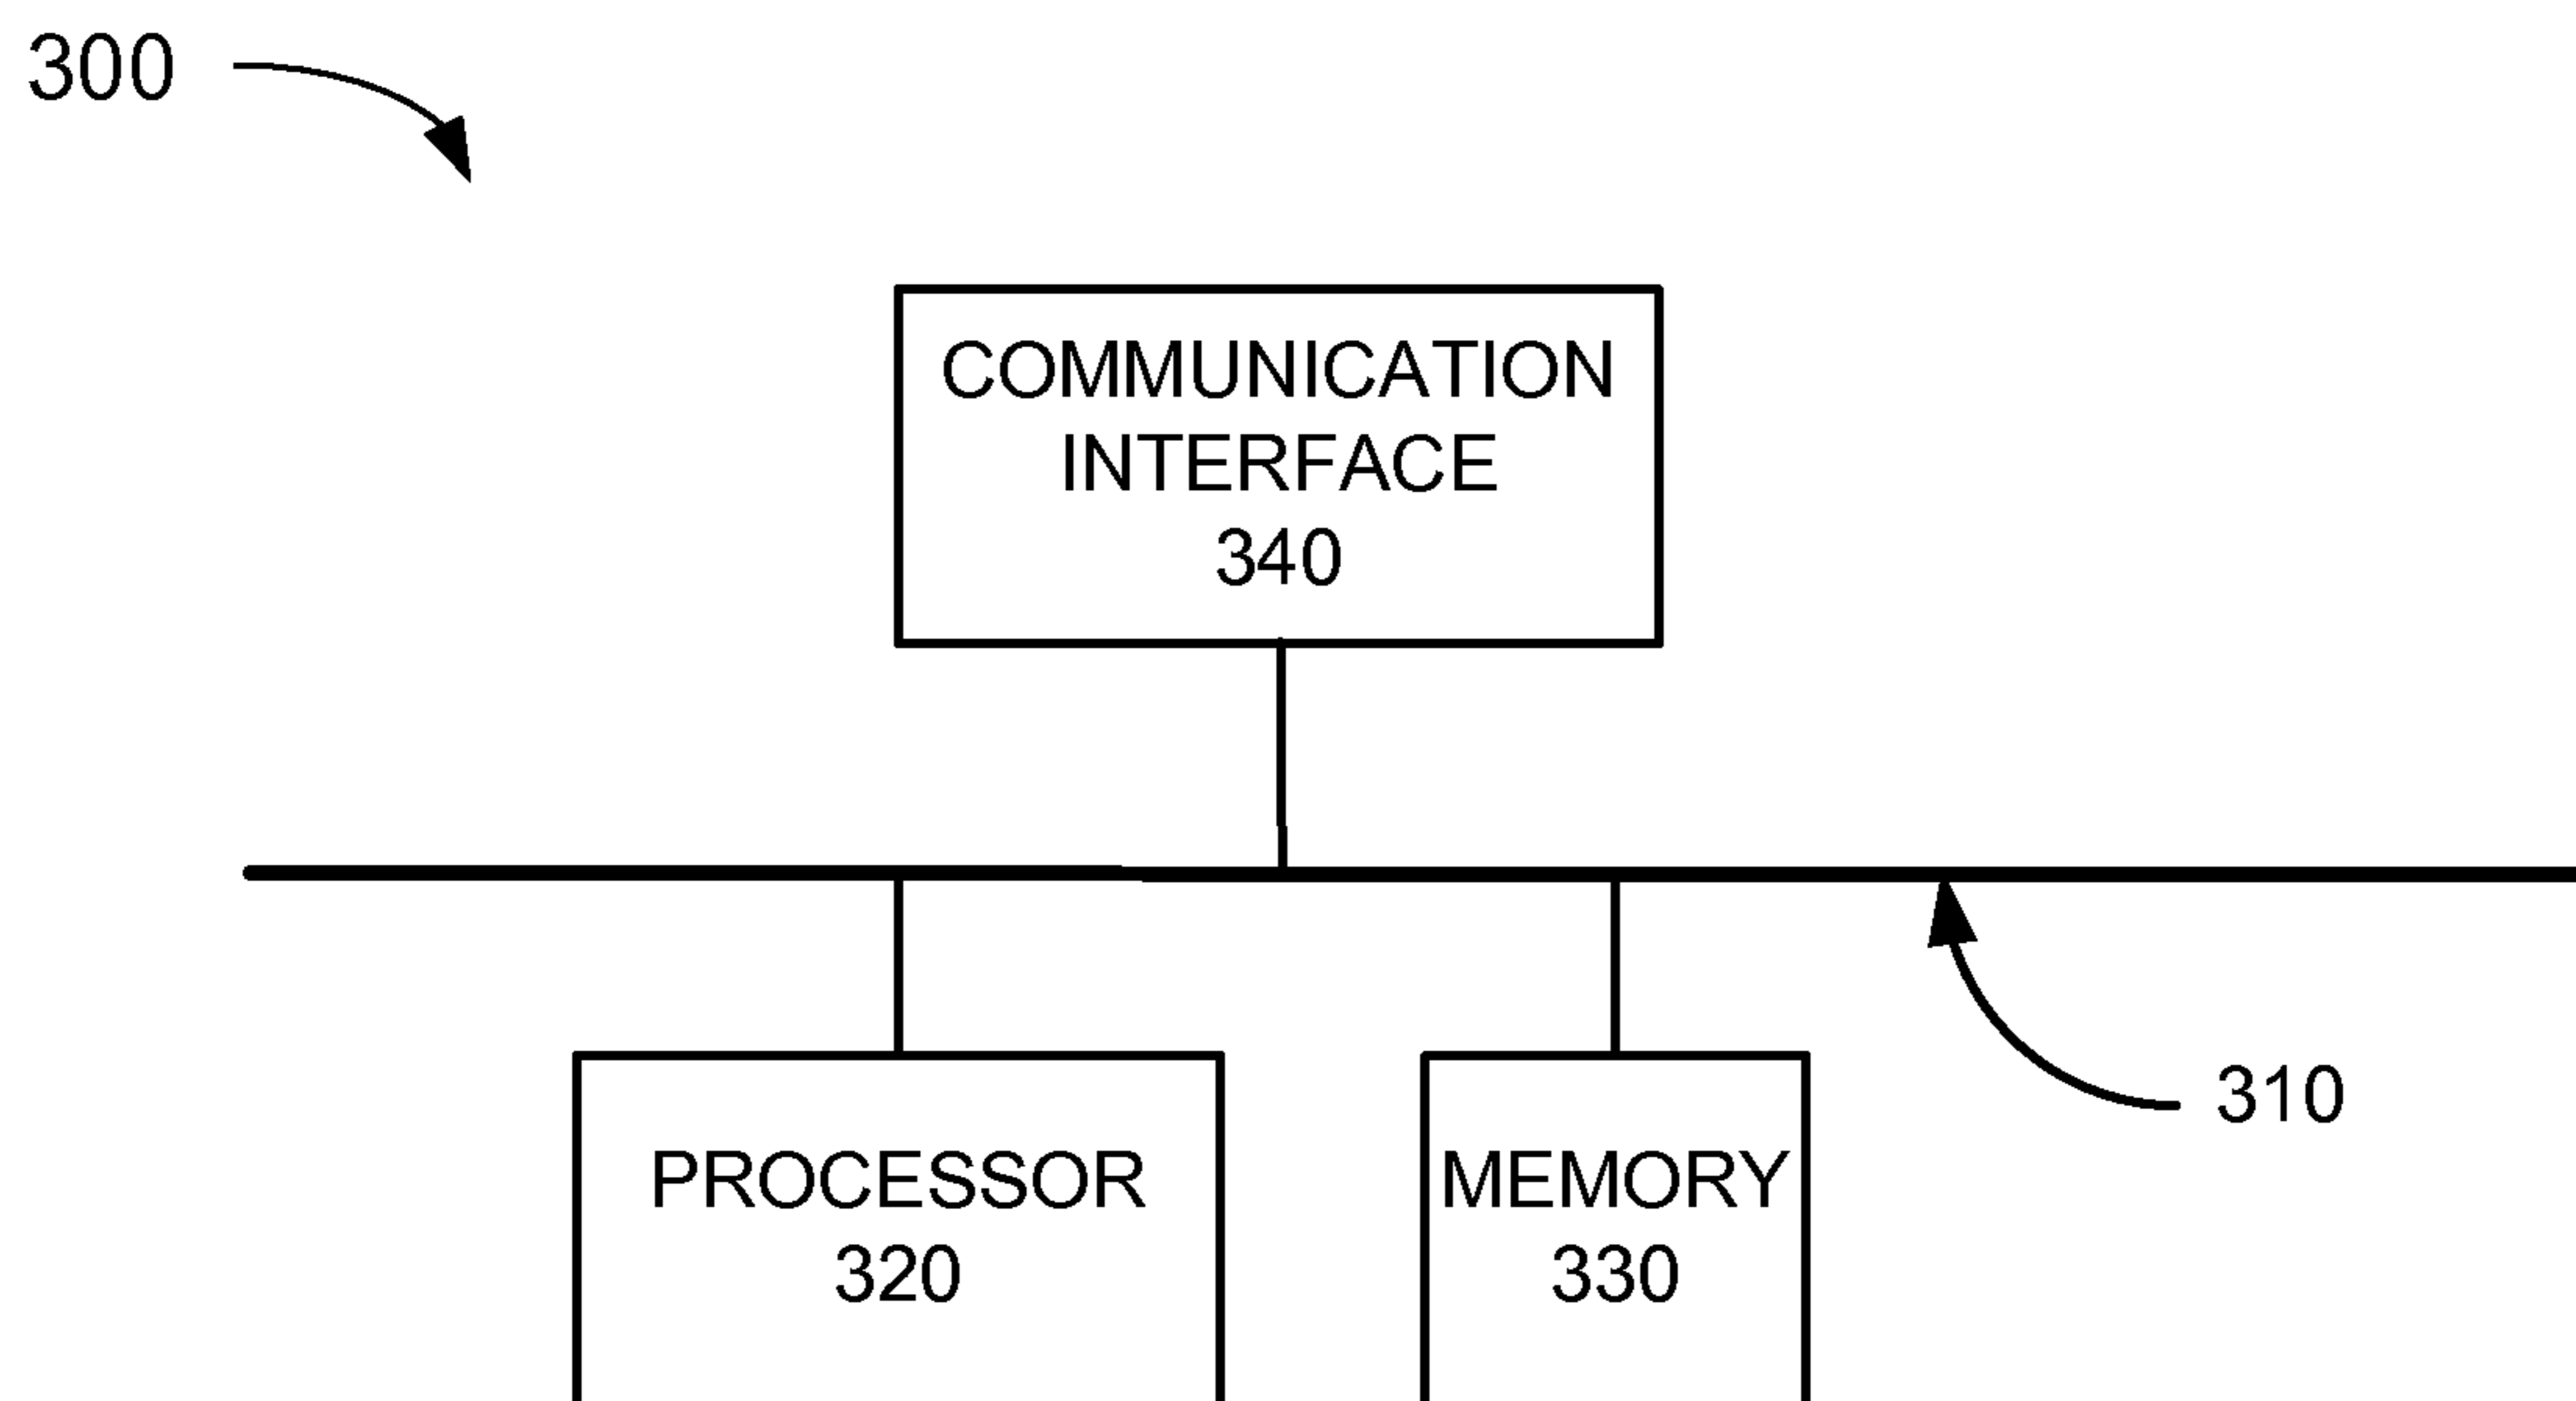 300
COMMUNICATION
INTERFACE
340
310
PROCESSOR
320
MEMORY
330